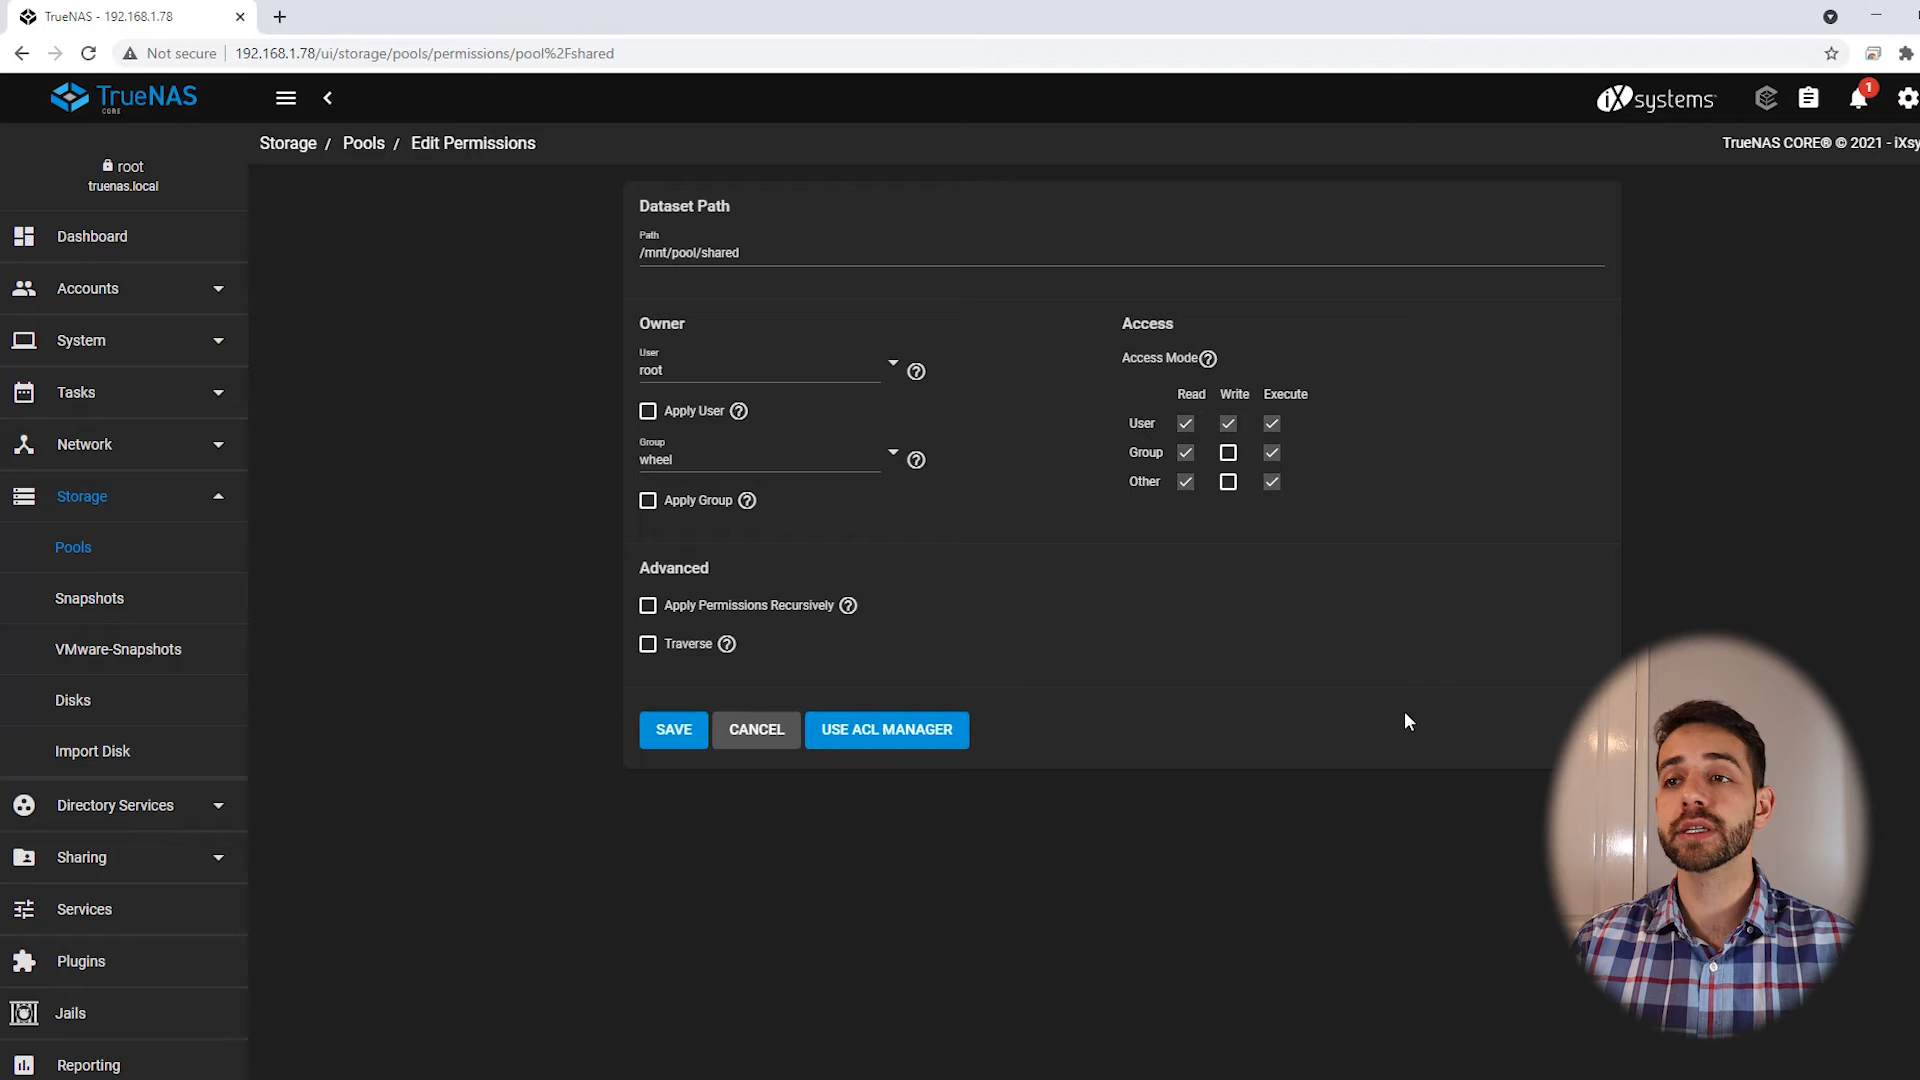 TrueNAS - 192.168.1.78
Not secure
192.168.1.78/ui/storage/pools/permissions/pool%2Fshared
TrueNAS
CORE
iXsystems
1
Storage / Pools / Edit Permissions
TrueNAS CORE® © 2021 - iXsy
root
truenas.local
Dashboard
Accounts
System
Tasks
Network
Storage
Pools
Snapshots
VMware-Snapshots
Disks
Import Disk
Directory Services
Sharing
Services
Plugins
Jails
Reporting
Dataset Path
Path
/mnt/pool/shared
Owner
User
root
Apply User
Group
wheel
Apply Group
Access
Access Mode
Read Write Execute
User
Group
Other
Advanced
Apply Permissions Recursively
Traverse
SAVE CANCEL USE ACL MANAGER